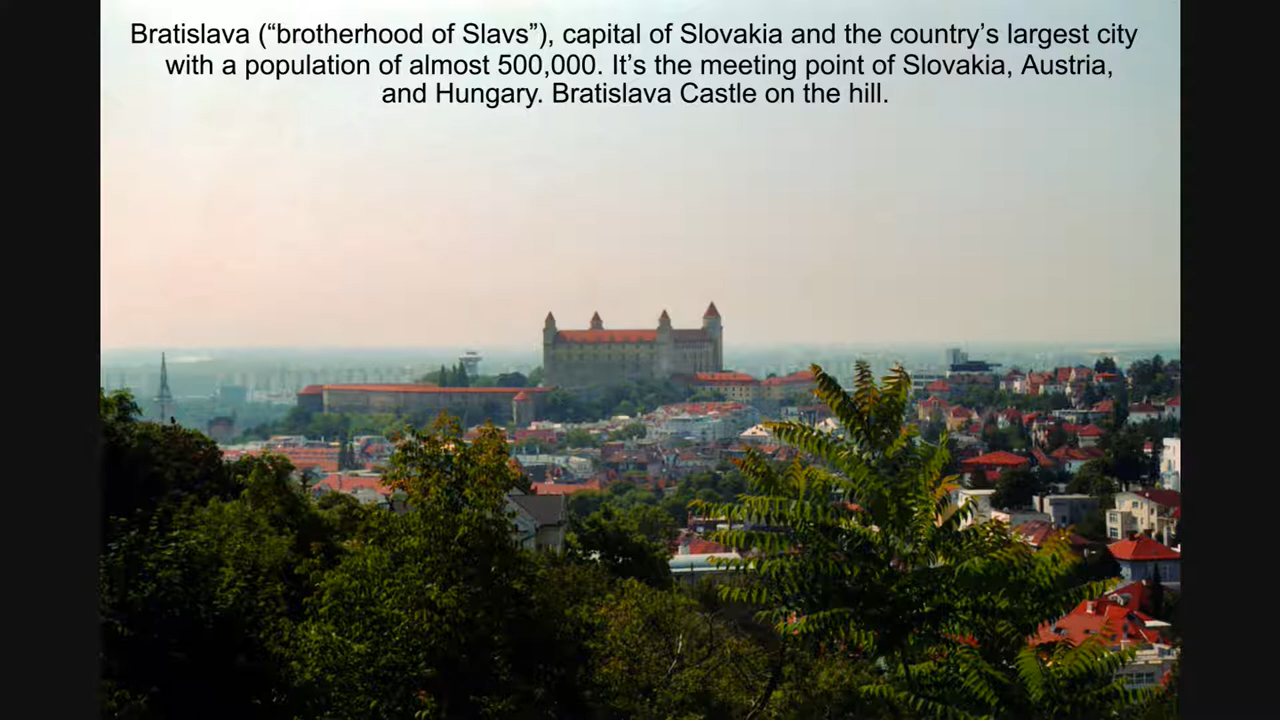 Bratislava (“brotherhood of Slavs”), capital of Slovakia and the country’s largest city
with a population of almost 500,000. It’s the meeting point of Slovakia, Austria,
and Hungary. Bratislava Castle on the hill.